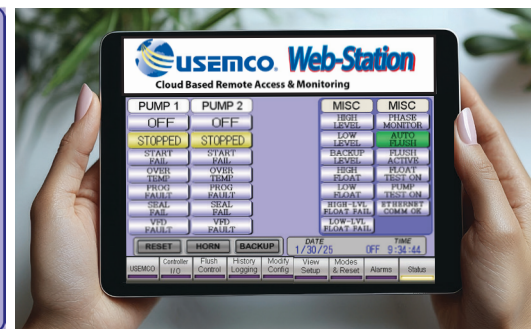 USEMCO. Web-Station
Cloud Based Remote Access & Monitoring
PUMP 1
OFF
STOPPED
START
FAIL
OVER
TEMP
PROG
FAULT
SEAL
FAIL
VFD
FAULT
PUMP 2
OFF
STOPPED
START
FAIL
OVER
TEMP
PROG
FAULT
SEAL
FAIL
VFD
FAULT
MISC
HIGH
LEVEL
LOW
LEVEL
BACKUP
LEVEL
HIGH
FLOAT
LOW
FLOAT
HIGH-LVL
FLOAT FAIL
LOW-LVL
FLOAT FAIL
MISC
PHASE
MONITOR
AUTO
FLUSH
FLUSH
ACTIVE
FLOAT
TEST ON
PUMP
TEST ON
ETHERNET
COMM OK
RESET HORN BACKUP
DATE TIME
1/30/25 OFF 9:34:44
USEMCO
Controller
I/O
Flush
Control
History
Logging
Modify
Config
View
Setup
Modes
& Reset
Alarms
Status